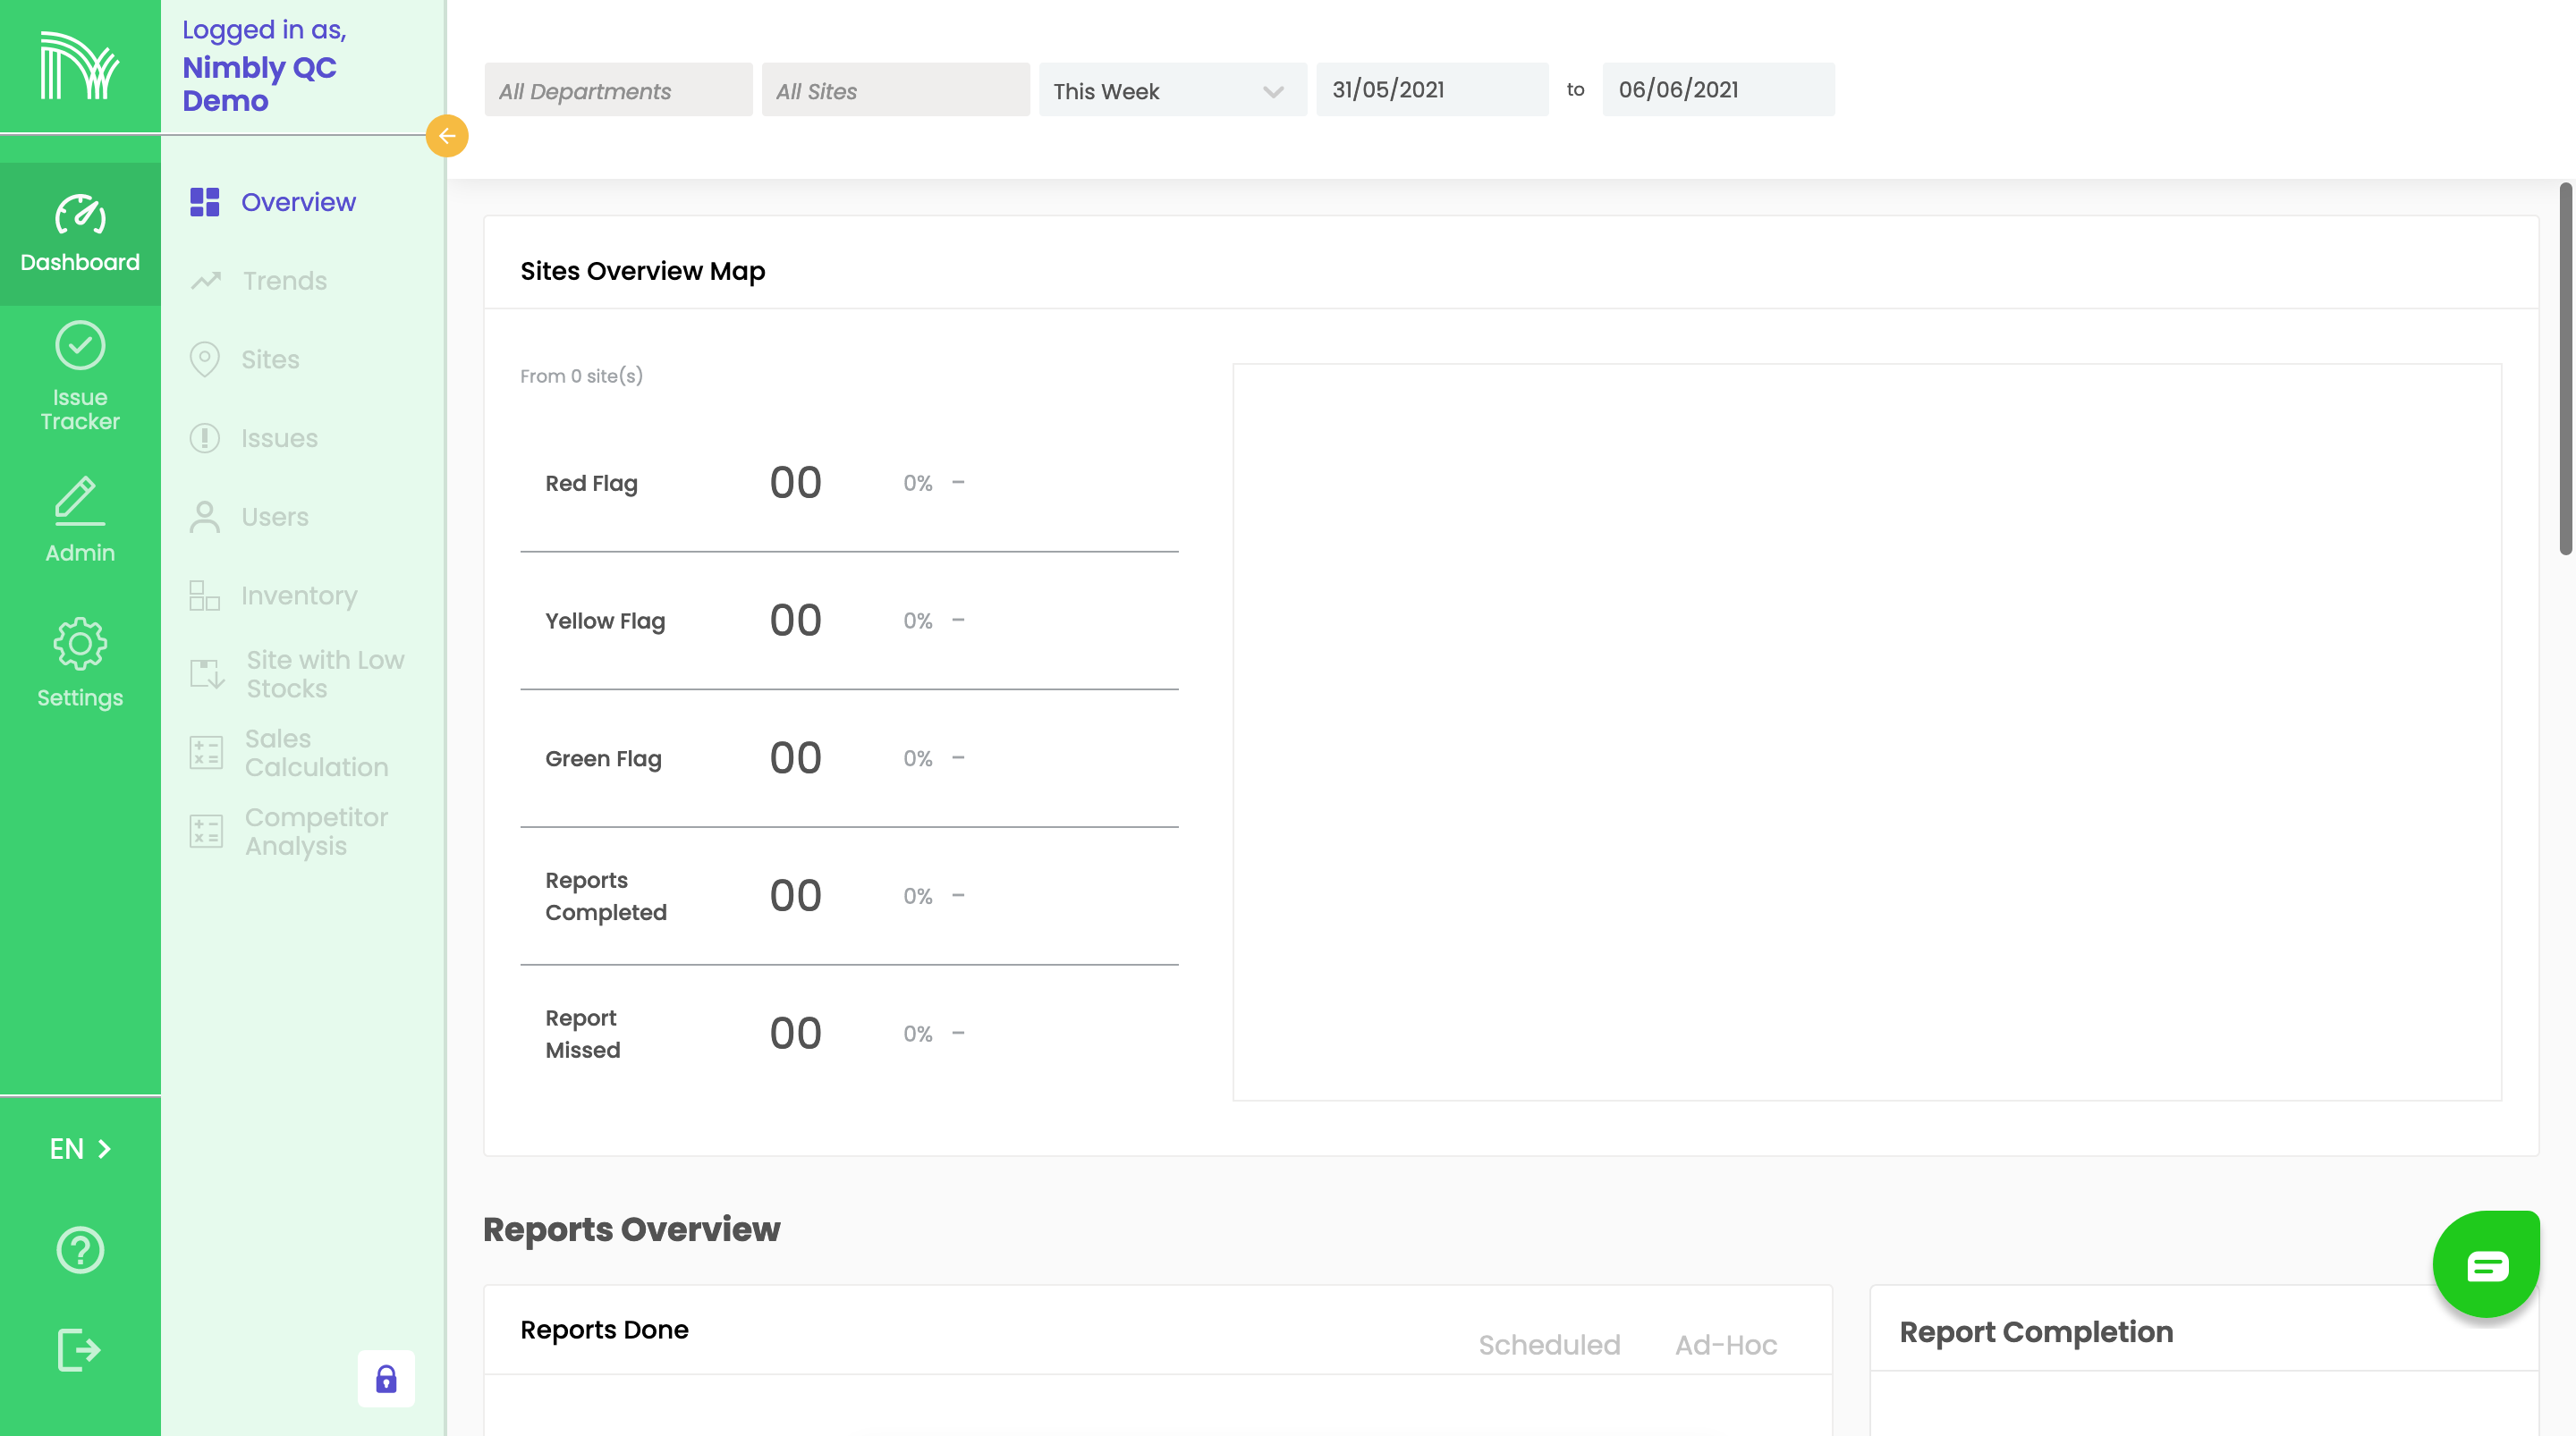 Logged in as,
Nimbly QC
Demo
Dashboard
Issue
Tracker
Admin
Settings
EN
Overview
Trends
Sites
Issues
Users
Inventory
Site with Low
Stocks
Sales
Calculation
Competitor
Analysis
All Departments All Sites This Week 31/05/2021 to 06/06/2021
Sites Overview Map
From 0 site(s)
Red Flag 00 0% –
Yellow Flag 00 0% –
Green Flag 00 0% –
Reports
Completed 00 0% –
Report
Missed 00 0% –
Reports Overview
Reports Done Scheduled Ad-Hoc
Report Completion